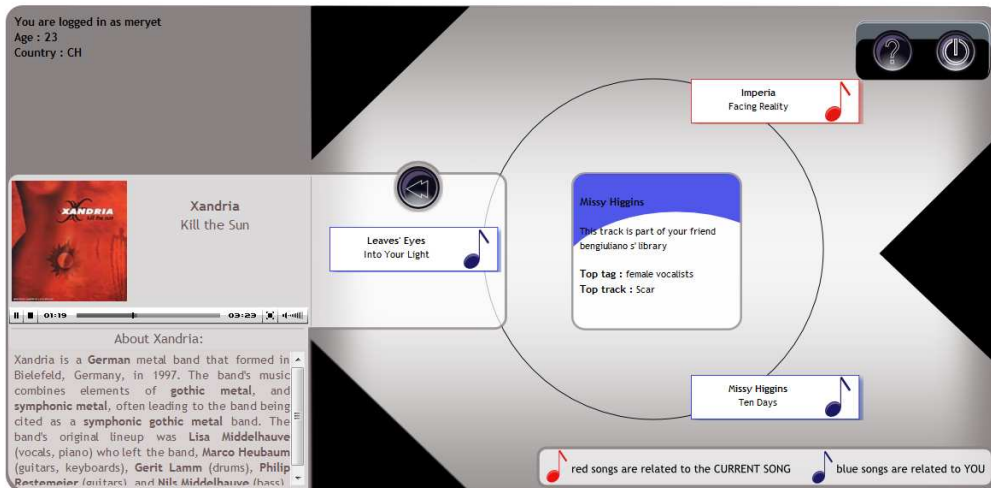 You are logged in as meryet
Age : 23
Country : CH
XANDRIA
kill the sun
Xandria
Kill the Sun
01:19
03:23
About Xandria:
Xandria is a German metal band that formed in
Bielefeld, Germany, in 1997. The band's music
combines elements of gothic metal, and
symphonic metal, often leading to the band being
cited as a symphonic gothic metal band. The
band's original lineup was Lisa Middelhauve
(vocals, piano) who left the band, Marco Heubaum
(guitars, keyboards), Gerit Lamm (drums), Philip
Restemeier (guitars), and Nils Middelhauve (bass).
Leaves' Eyes
Into Your Light
Imperia
Facing Reality
Missy Higgins
This track is part of your friend
bengiuliano s' library
Top tag : female vocalists
Top track : Scar
Missy Higgins
Ten Days
?
red songs are related to the CURRENT SONG
blue songs are related to YOU